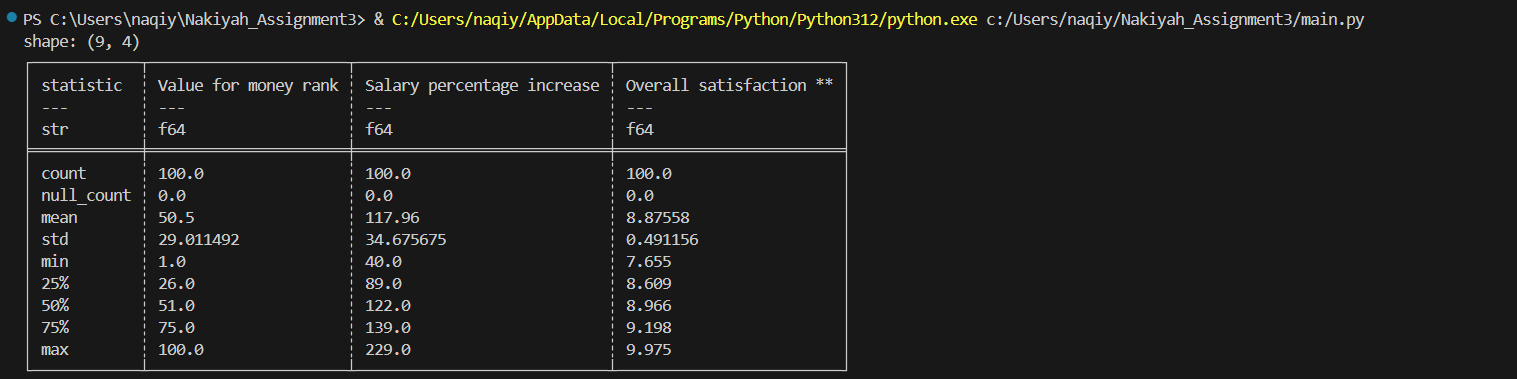 PS C:\Users\naqiy\Nakiyah_Assignment3> & C:/Users/naqiy/AppData/Local/Programs/Python/Python312/python.exe c:/Users/naqiy/Nakiyah_Assignment3/main.py
shape: (9, 4)
statistic Value for money rank Salary percentage increase Overall satisfaction **
--- --- --- ---
str f64 f64 f64
count 100.0 100.0 100.0
null_count 0.0 0.0 0.0
mean 50.5 117.96 8.87558
std 29.011492 34.675675 0.491156
min 1.0 40.0 7.655
25% 26.0 89.0 8.609
50% 51.0 122.0 8.966
75% 75.0 139.0 9.198
max 100.0 229.0 9.975